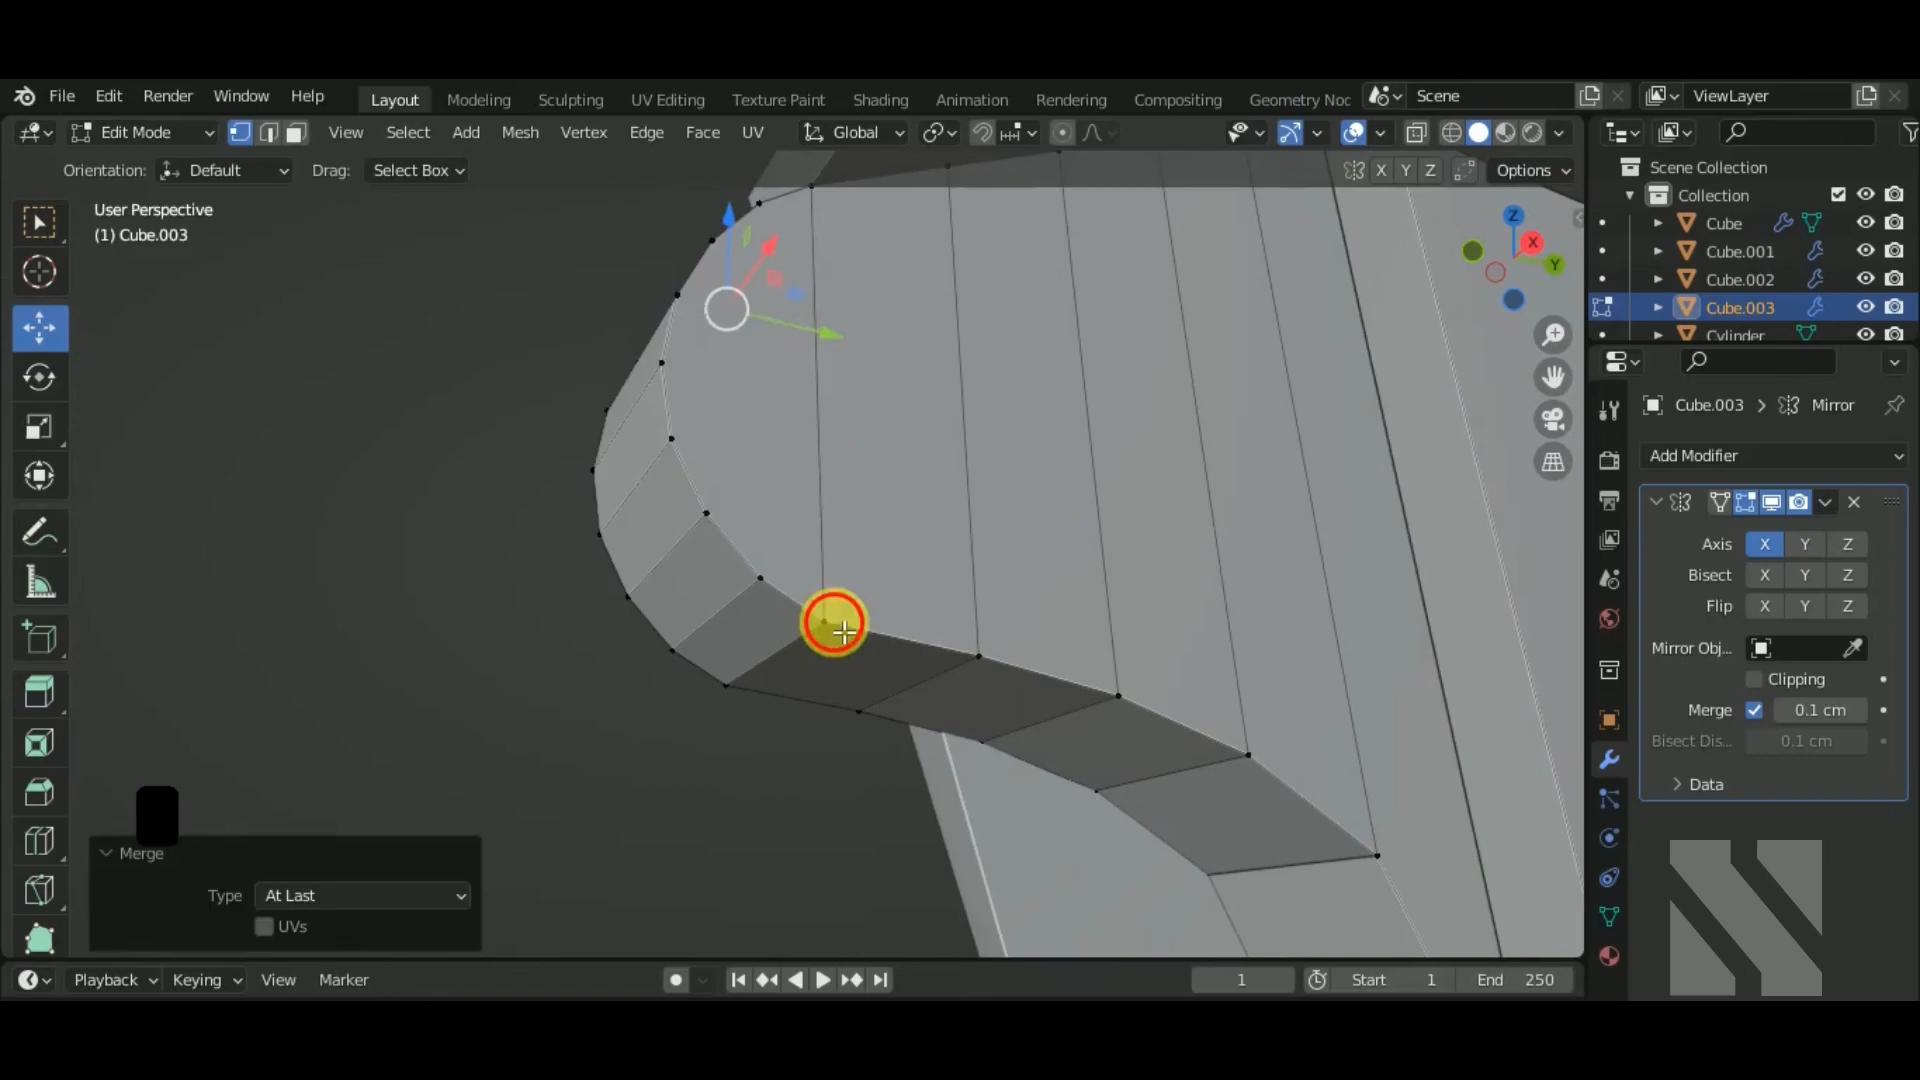 File Edit Render Window Help Layout Modeling Sculpting UV Editing Texture Paint Shading Animation Rendering Compositing Geometry Noc Scene ViewLayer
Edit Mode View Select Add Mesh Vertex Edge Face UV Global
Orientation: Default Drag: Select Box X Y Z Options
User Perspective
(1) Cube.003
Z
X
Y
Scene Collection
Collection
Cube
Cube.001
Cube.002
Cube.003
Cylinder
Cube.003 > Mirror
Add Modifier
Axis X Y Z
Bisect X Y Z
Flip X Y Z
Mirror Obj...
Clipping
Merge 0.1 cm
Bisect Dis... 0.1 cm
Data
Merge
Type At Last
UVs
Playback Keying View Marker 1 Start 1 End 250